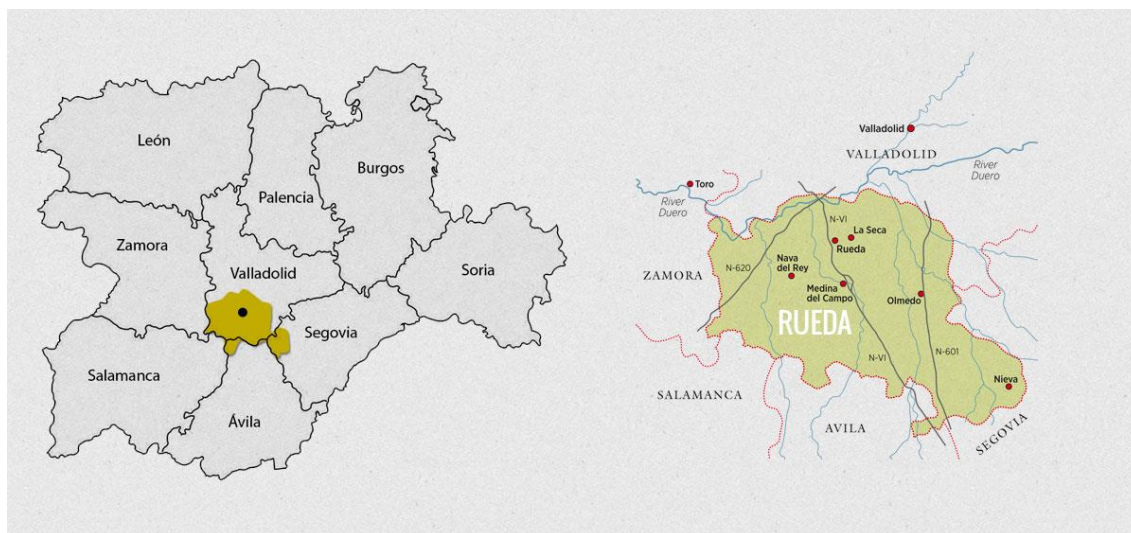 León
Burgos
Palencia
Zamora
Valladolid
Soria
Segovia
Salamanca
Ávila
Valladolid
VALLADOLID
River
Duero
Toro
River
Duero
N-VI
La Seca
Rueda
N-620
Nava
del Rey
ZAMORA
Medina
del Campo
Olmedo
RUEDA
N-VI
N-601
Nieva
SALAMANCA
AVILA
SEGOVIA